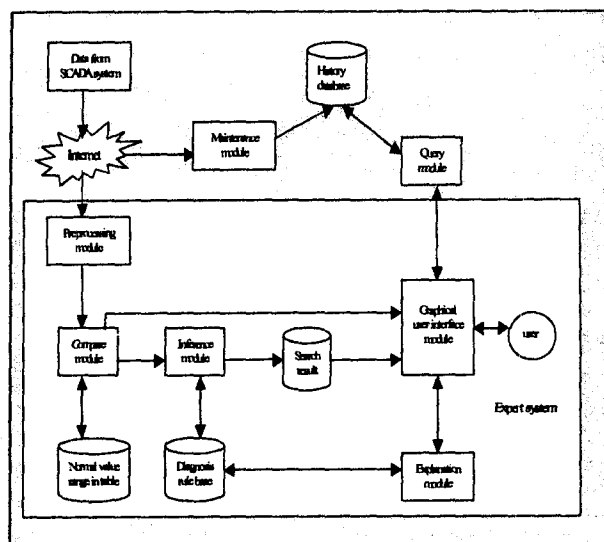 Data from
SCADA system
History
database
Internet
Maintenance
module
Query
module
Preprocessing
module
Graphical
user interface
module
user
Compare
module
Inference
module
Search
result
Expert system
Normal value
range in table
Diagnosis
rule base
Explanation
module